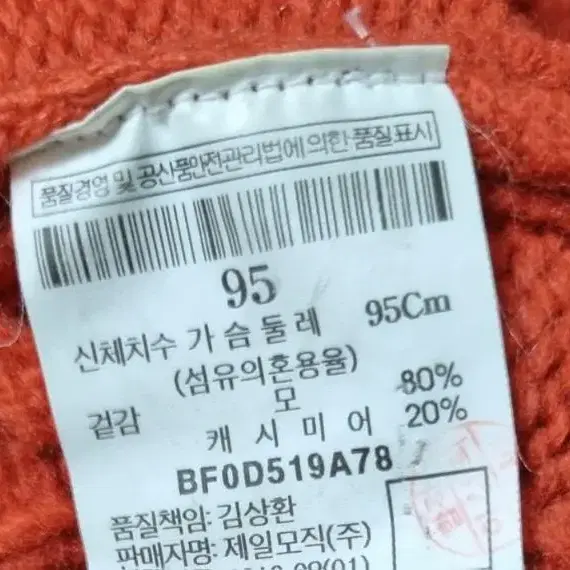 품질경영 및 공산품안전관리법에 의한 품질표시
95
신체치수 가슴둘레 95Cm
(섬유의혼용율)
겉감 모 80%
캐시미어 20%
BF0D519A78
품질책임: 김상환
판매자명: 제일모직(주)